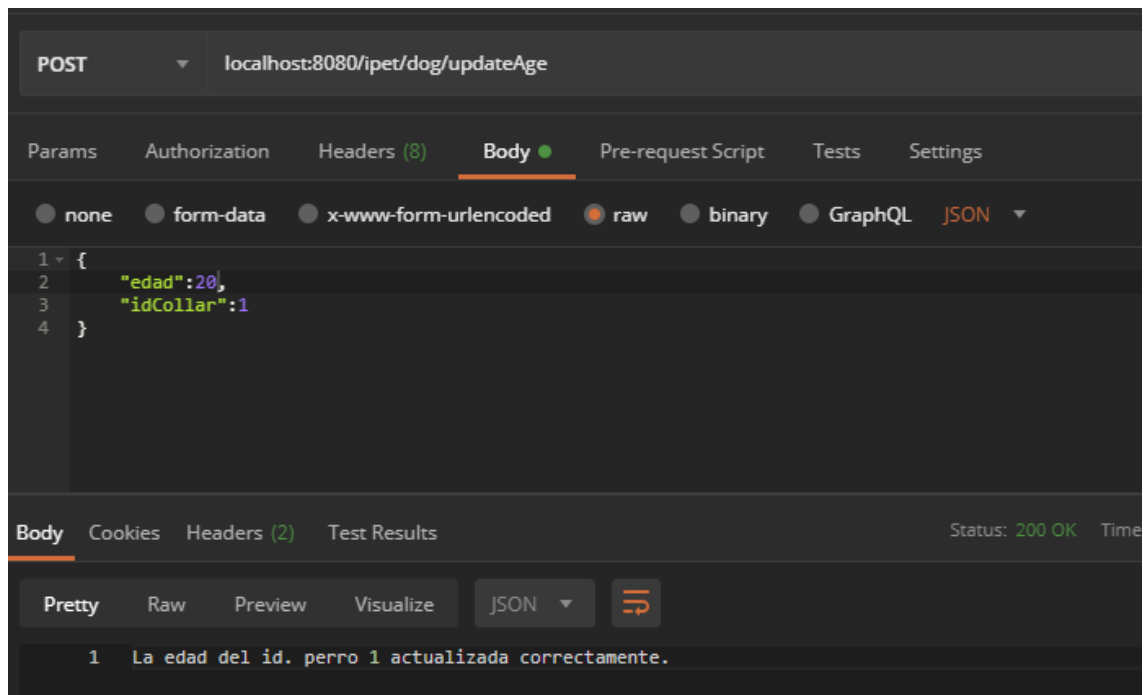 POST localhost:8080/ipet/dog/updateAge
Params Authorization Headers (8) Body Pre-request Script Tests Settings
none form-data x-www-form-urlencoded raw binary GraphQL JSON
1 {
2 "edad":20,
3 "idCollar":1
4 }
Body Cookies Headers (2) Test Results Status: 200 OK Time
Pretty Raw Preview Visualize JSON
1 La edad del id. perro 1 actualizada correctamente.